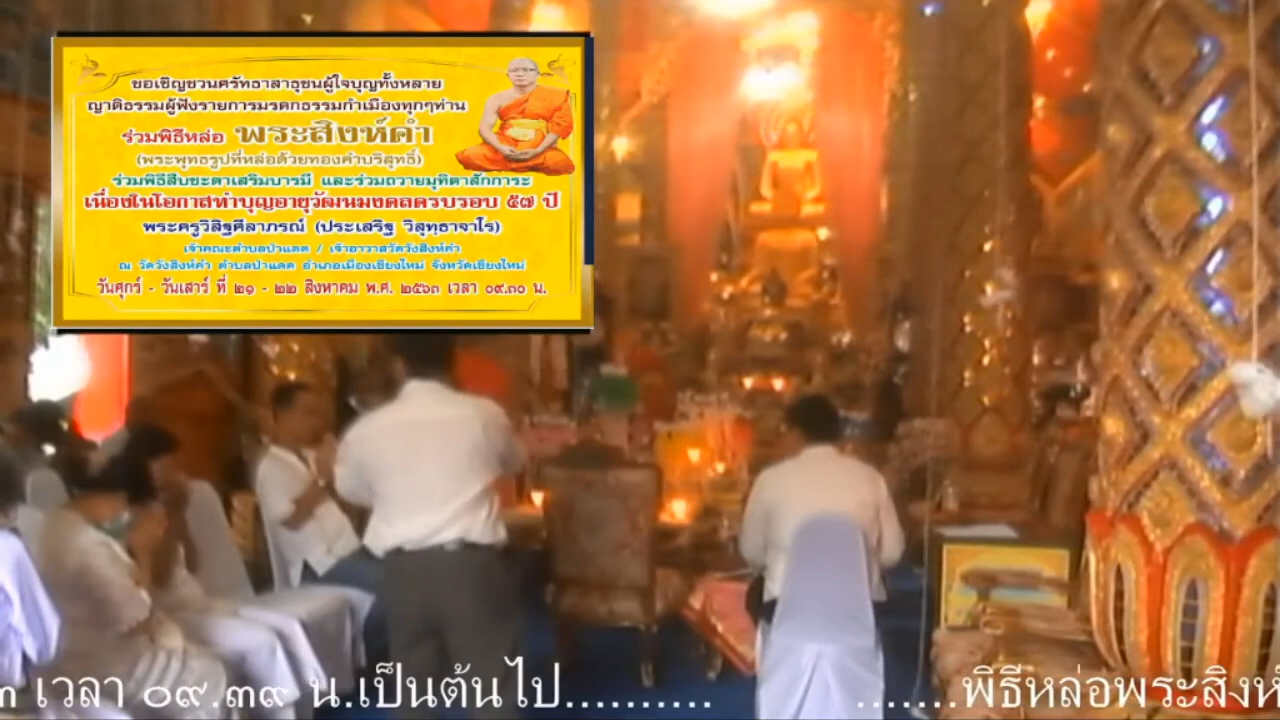 ขอเชิญชวนศรัทธาสาธุชนผู้ใจบุญทั้งหลาย
ญาติธรรมผู้ฟังรายการมรดกธรรมกำเมืองทุกๆท่าน
ร่วมพิธีหล่อ พระสิงห์คำ
(พระพุทธรูปที่หล่อด้วยทองคำบริสุทธิ์)
ร่วมพิธีสืบชะตาเสริมบารมี และร่วมถวายมุทิตาสักการะ
เนื่องในโอกาสทำบุญอายุวัฒนมงคลครบรอบ ๕๗ ปี
พระครูวิสิฐศีลาภรณ์ (ประเสริฐ วิสุทฺธาจาโร)
เจ้าคณะตำบลป่าแดด / เจ้าอาวาสวัดวังสิงห์คำ
ณ วัดวังสิงห์คำ ตำบลป่าแดด อำเภอเมืองเชียงใหม่ จังหวัดเชียงใหม่
วันศุกร์ - วันเสาร์ ที่ ๒๑ - ๒๒ สิงหาคม พ.ศ. ๒๕๖๓ เวลา ๐๙.๓๐ น.
๓ เวลา ๐๙.๓๙ น.เป็นต้นไป.......... .......พิธีหล่อพระสิงห์